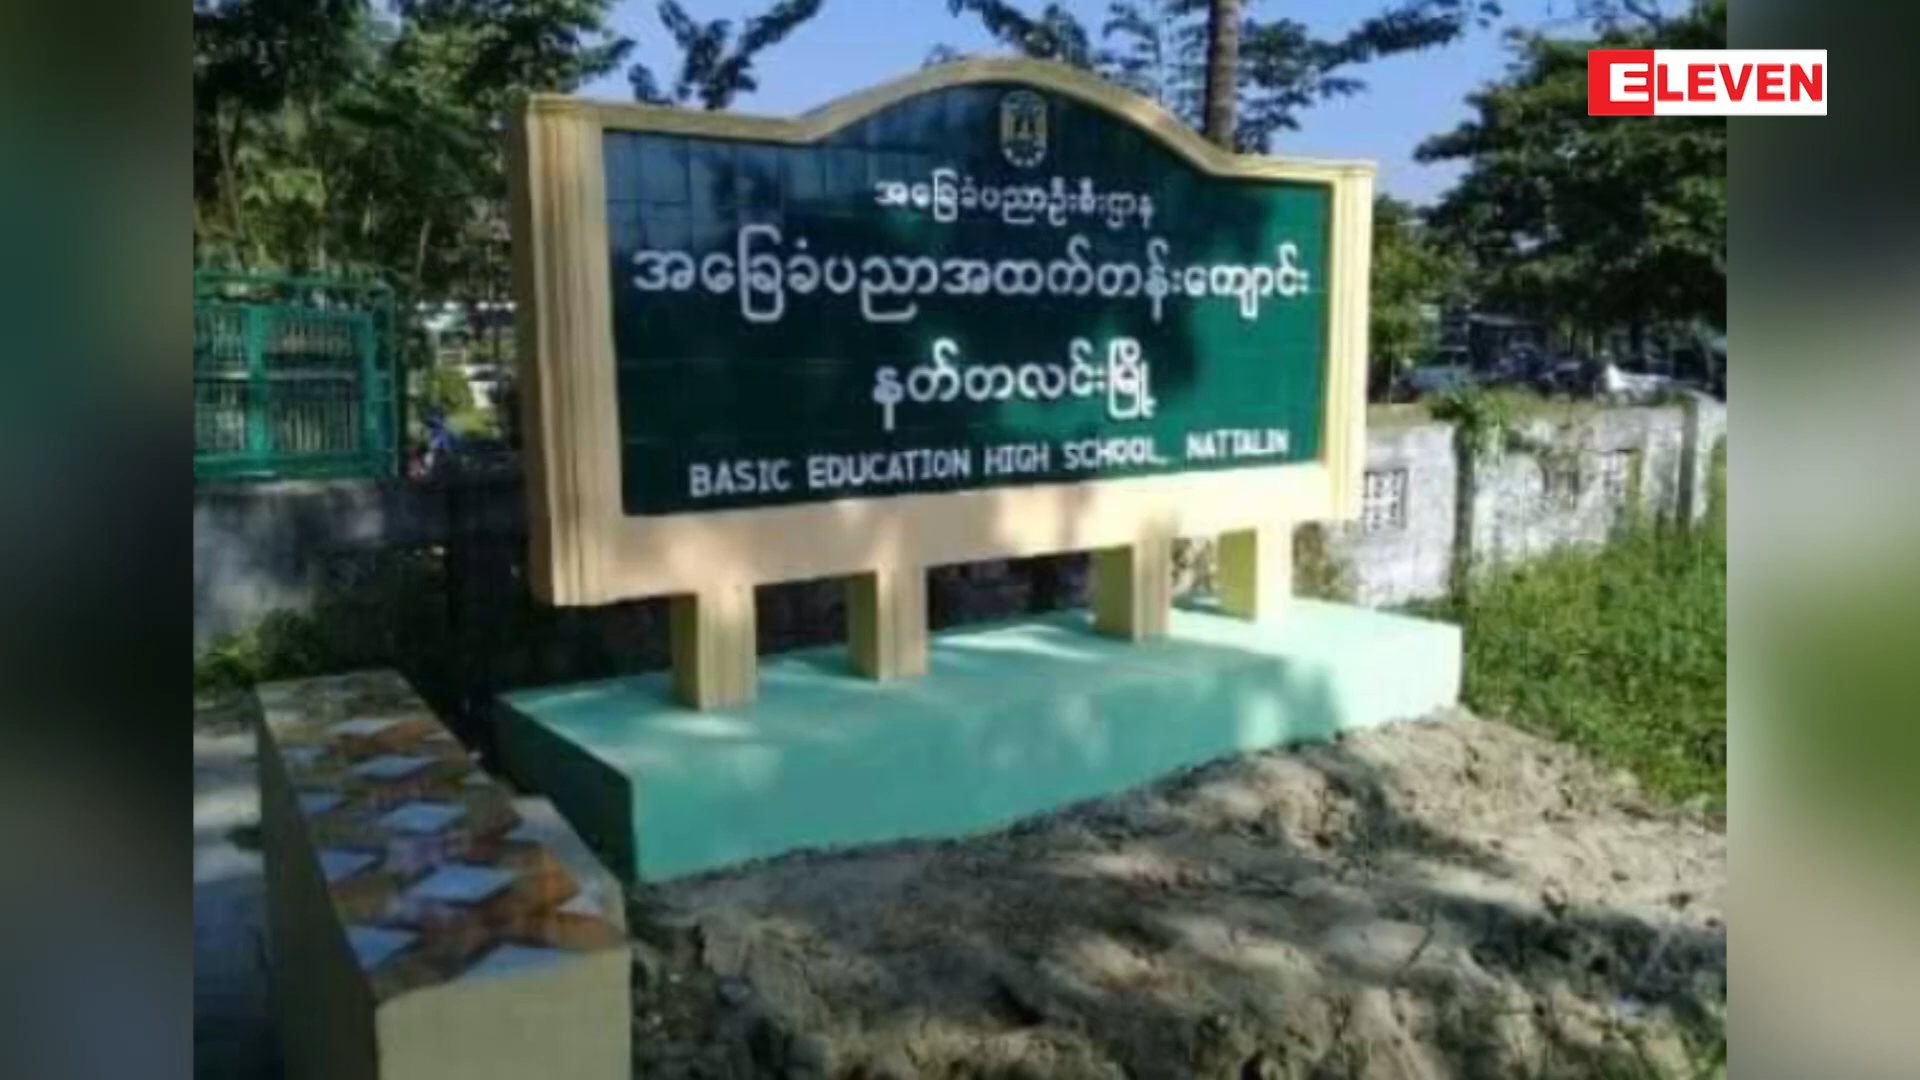 ELEVEN
အခြေခံပညာဦးစီးဌာန
အခြေခံပညာအထက်တန်းကျောင်း
နတ်တလင်းမြို့
BASIC EDUCATION HIGH SCHOOL, NATTALIN